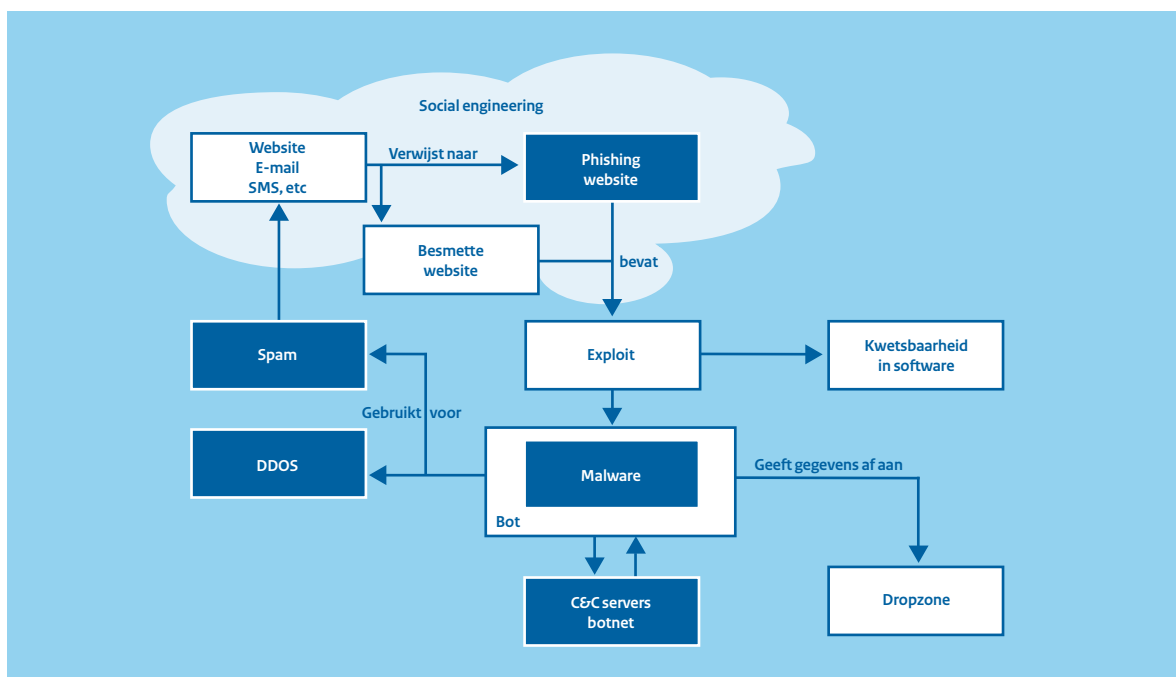 Social engineering
Website
E-mail
SMS, etc
Verwijst naar
Phishing
website
Besmette
website
bevat
Spam
Exploit
Kwetsbaarheid
in software
Gebruikt voor
DDOS
Malware
Geeft gegevens af aan
Bot
C&C servers
botnet
Dropzone